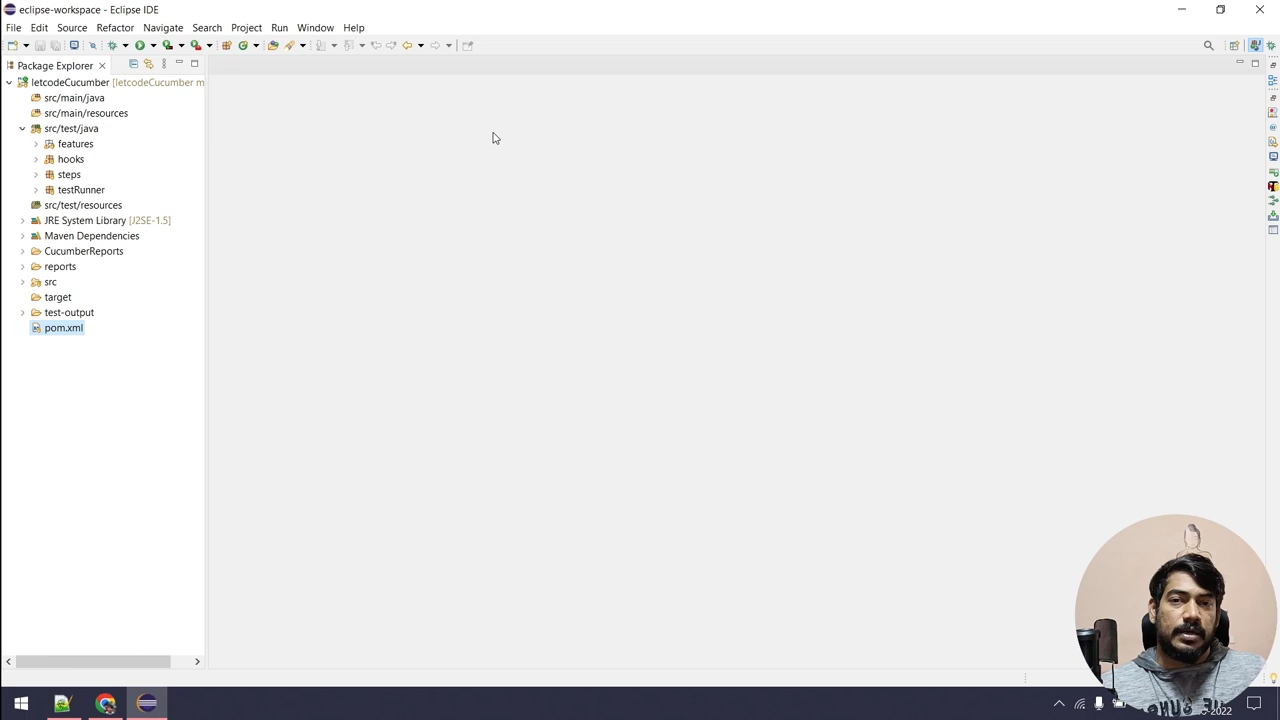 eclipse-workspace - Eclipse IDE
File Edit Source Refactor Navigate Search Project Run Window Help
Package Explorer
letcodeCucumber [letcodeCucumber m
src/main/java
src/main/resources
src/test/java
features
hooks
steps
testRunner
src/test/resources
JRE System Library [J2SE-1.5]
Maven Dependencies
CucumberReports
reports
src
target
test-output
pom.xml
-2022